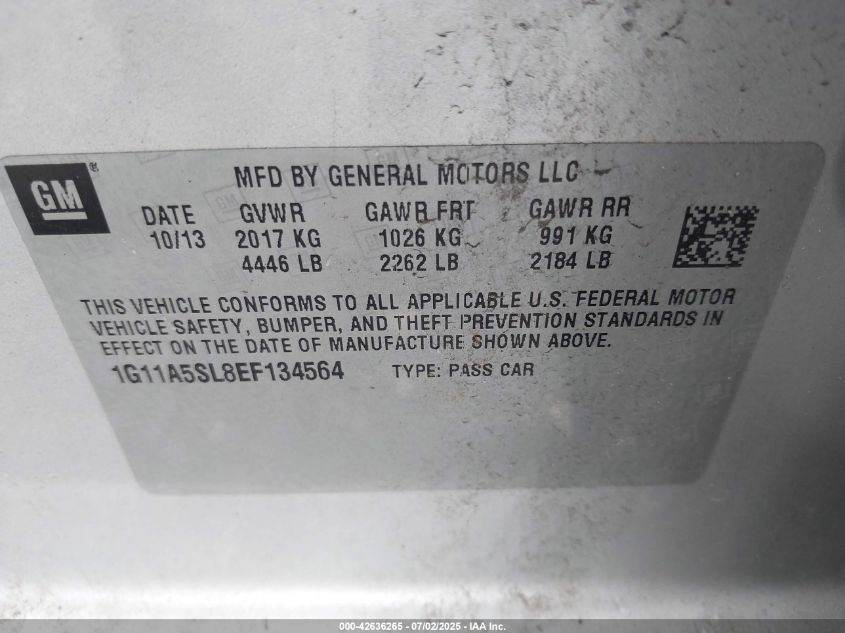 GM®
MFD BY GENERAL MOTORS LLC
DATE GVWR GAWR FRT GAWR RR
10/13 2017 KG 1026 KG 991 KG
4446 LB 2262 LB 2184 LB
THIS VEHICLE CONFORMS TO ALL APPLICABLE U.S. FEDERAL MOTOR
VEHICLE SAFETY, BUMPER, AND THEFT PREVENTION STANDARDS IN
EFFECT ON THE DATE OF MANUFACTURE SHOWN ABOVE.
1G11A5SL8EF134564 TYPE: PASS CAR
000-42636265 - 07/02/2025 - IAA Inc.